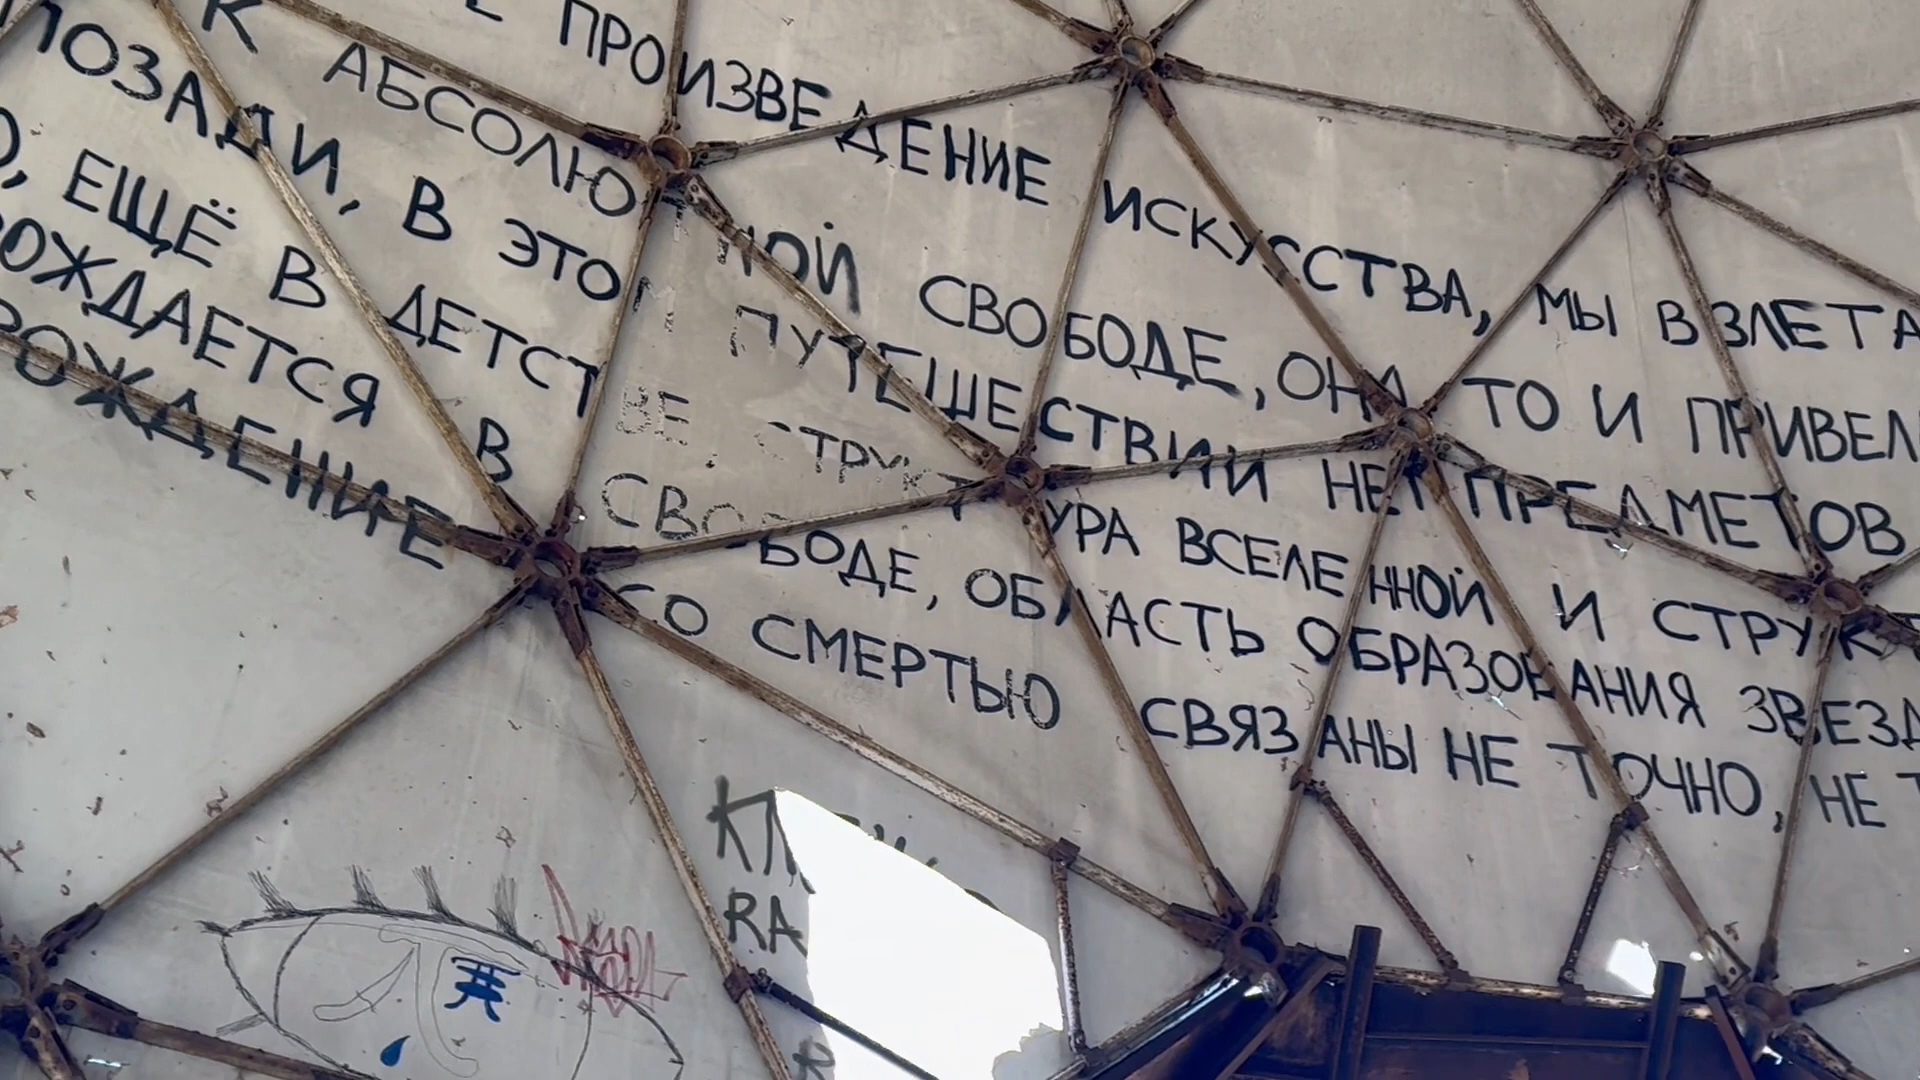 Е ПРОИЗВЕДЕНИЕ ИСКУССТВА, МЫ ВЗЛЕТА
К АБСОЛЮТНОЙ СВОБОДЕ, ОНА ТО И ПРИВЕЛ
ПОЗАДИ, В ЭТОМ ПУТЕШЕСТВИИ НЕТ ПРЕДМЕТОВ
О, ЕЩЁ В ДЕТСТВЕ, СТРУКТУРА ВСЕЛЕННОЙ И СТРУКТ
РОЖДАЕТСЯ В СВОБОДЕ, ОБЛАСТЬ ОБРАЗОВАНИЯ ЗВЕЗД
РОЖДЕНИЕ СО СМЕРТЬЮ СВЯЗАНЫ НЕ ТОЧНО, НЕ Т
RA